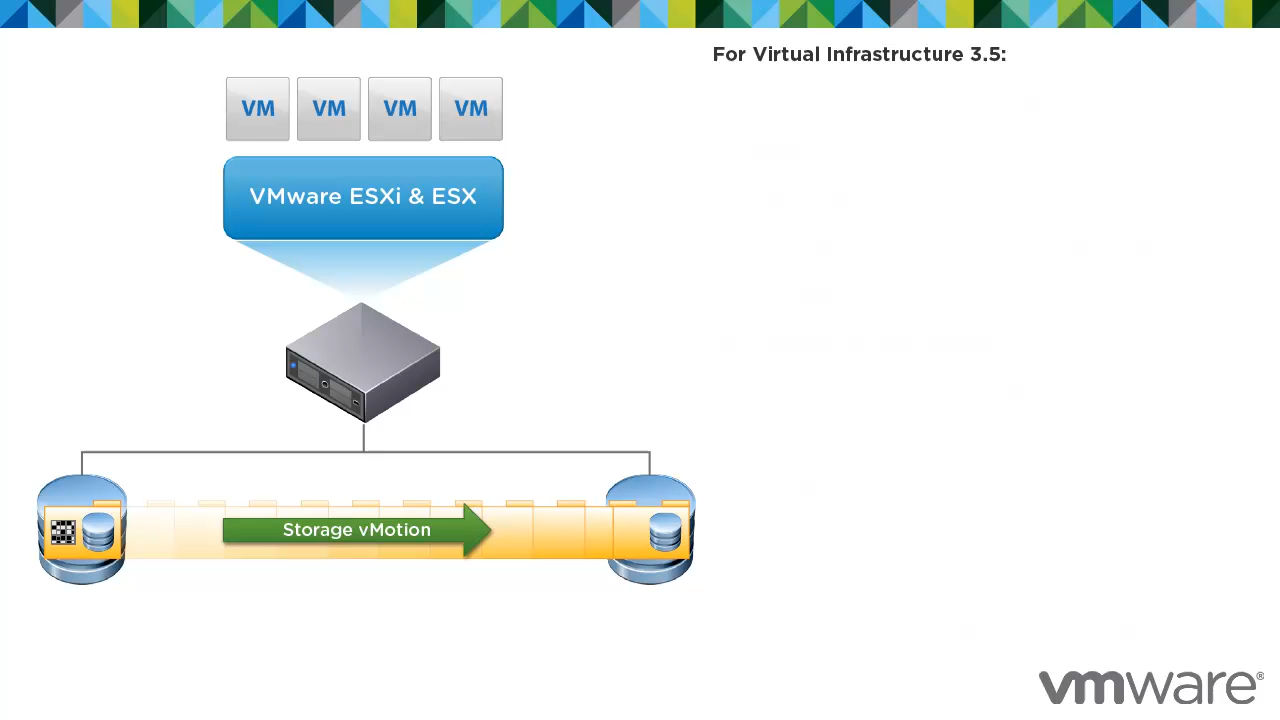 For Virtual Infrastructure 3.5:
VM VM VM VM
VMware ESXi & ESX
Storage vMotion
vmware®